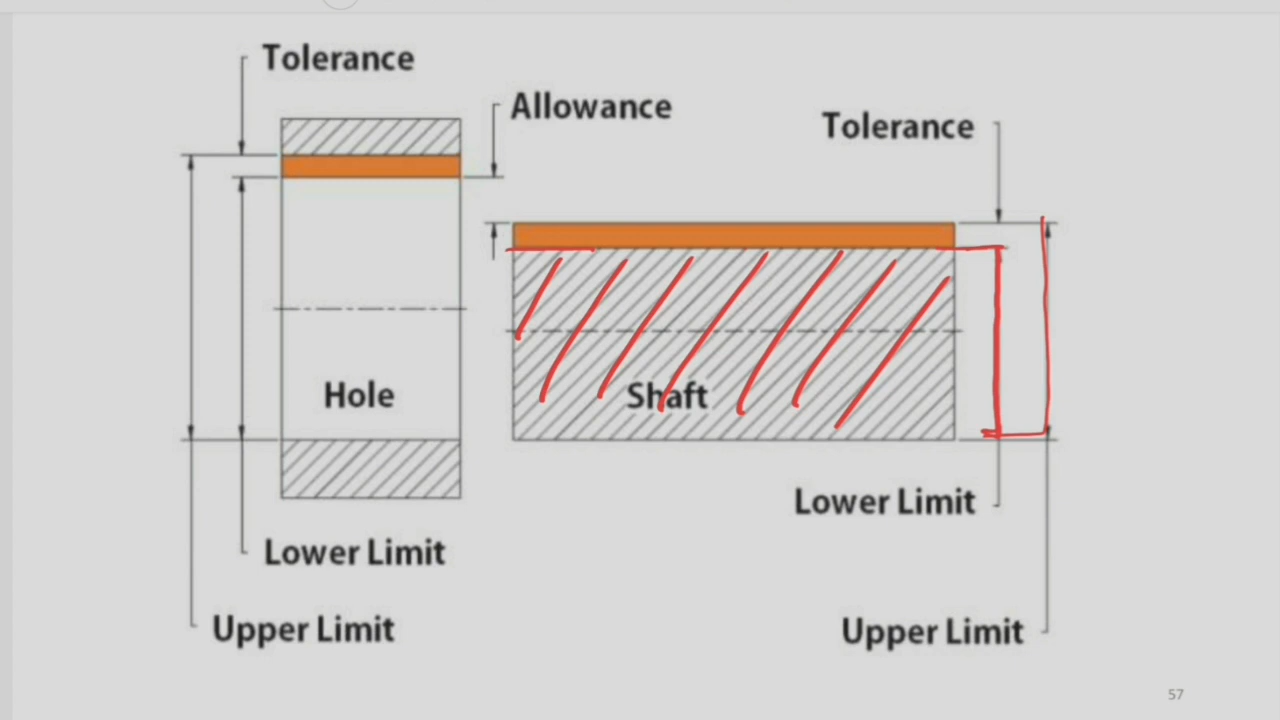 Tolerance
Allowance
Tolerance
Hole
Shaft
Lower Limit
Lower Limit
Upper Limit
Upper Limit
57